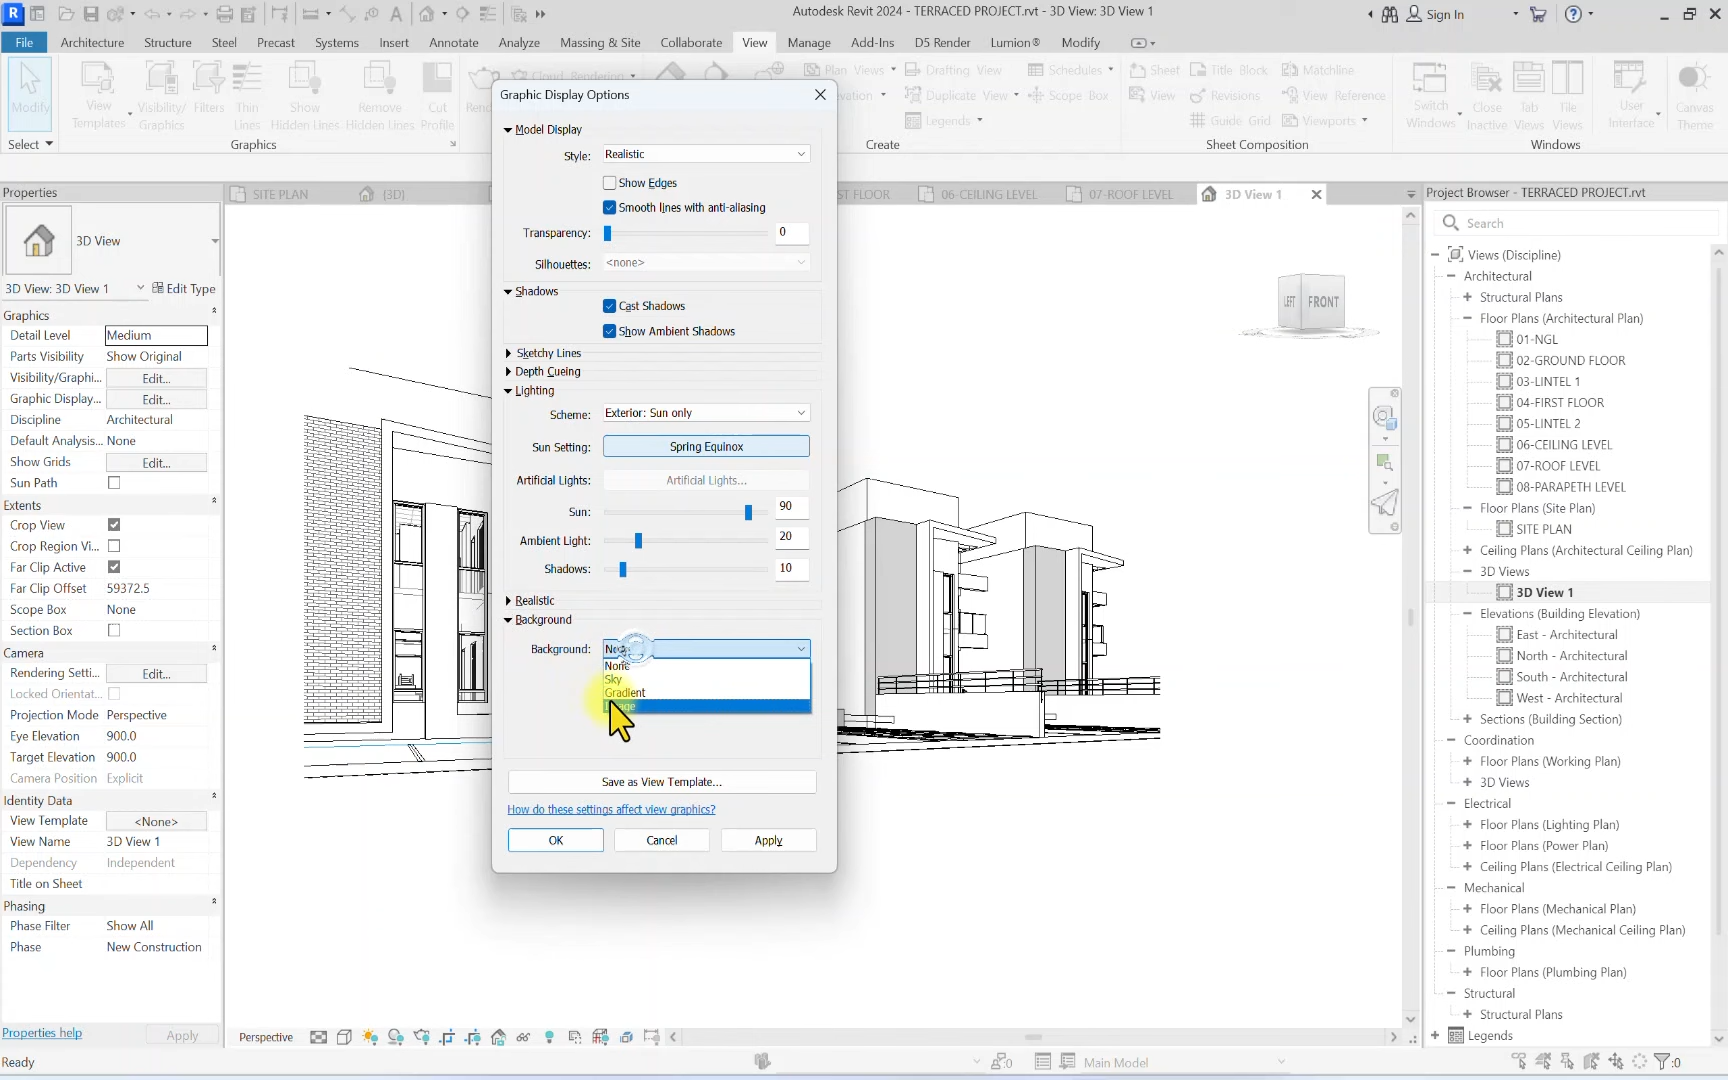 Autodesk Revit 2024 - TERRACED PROJECT.rvt - 3D View: 3D View 1
Sign In
File Architecture Structure Steel Precast Systems Insert Annotate Analyze Massing & Site Collaborate View Manage Add-Ins D5 Render Lumion® Modify
Modify
View Templates
Visibility/ Graphics
Filters
Thin Lines
Show Hidden Lines
Remove Hidden Lines
Cut Profile
Cloud Rendering
Plan Views
Drafting View
Duplicate View
Legends
Schedules
Scope Box
Sheet
View
Title Block
Revisions
Guide Grid
Matchline
View Reference
Viewports
Switch Windows
Close Inactive
Tab Views
Tile Views
User Interface
Canvas Theme
Select
Graphics
Create
Sheet Composition
Windows
Properties
SITE PLAN
{3D}
ST FLOOR
06-CEILING LEVEL
07-ROOF LEVEL
3D View 1
3D View
3D View: 3D View 1
Edit Type
Graphics
Detail Level Medium
Parts Visibility Show Original
Visibility/Graphi... Edit...
Graphic Display... Edit...
Discipline Architectural
Default Analysis... None
Show Grids Edit...
Sun Path
Extents
Crop View
Crop Region Vi...
Far Clip Active
Far Clip Offset 59372.5
Scope Box None
Section Box
Camera
Rendering Setti... Edit...
Locked Orientat...
Projection Mode Perspective
Eye Elevation 900.0
Target Elevation 900.0
Camera Position Explicit
Identity Data
View Template <None>
View Name 3D View 1
Dependency Independent
Title on Sheet
Phasing
Phase Filter Show All
Phase New Construction
Properties help
Apply
Graphic Display Options
Model Display
Style: Realistic
Show Edges
Smooth lines with anti-aliasing
Transparency: 0
Silhouettes: <none>
Shadows
Cast Shadows
Show Ambient Shadows
Sketchy Lines
Depth Cueing
Lighting
Scheme: Exterior: Sun only
Sun Setting: Spring Equinox
Artificial Lights: Artificial Lights...
Sun: 90
Ambient Light: 20
Shadows: 10
Realistic
Background
Background:
None
Sky
Gradient
Save as View Template...
How do these settings affect view graphics?
OK Cancel Apply
LEFT FRONT
Project Browser - TERRACED PROJECT.rvt
Search
Views (Discipline)
Architectural
Structural Plans
Floor Plans (Architectural Plan)
01-NGL
02-GROUND FLOOR
03-LINTEL 1
04-FIRST FLOOR
05-LINTEL 2
06-CEILING LEVEL
07-ROOF LEVEL
08-PARAPETH LEVEL
Floor Plans (Site Plan)
SITE PLAN
Ceiling Plans (Architectural Ceiling Plan)
3D Views
3D View 1
Elevations (Building Elevation)
East - Architectural
North - Architectural
South - Architectural
West - Architectural
Sections (Building Section)
Coordination
Floor Plans (Working Plan)
3D Views
Electrical
Floor Plans (Lighting Plan)
Floor Plans (Power Plan)
Ceiling Plans (Electrical Ceiling Plan)
Mechanical
Floor Plans (Mechanical Plan)
Ceiling Plans (Mechanical Ceiling Plan)
Plumbing
Floor Plans (Plumbing Plan)
Structural
Structural Plans
Legends
Perspective
Ready
:0
Main Model
:0